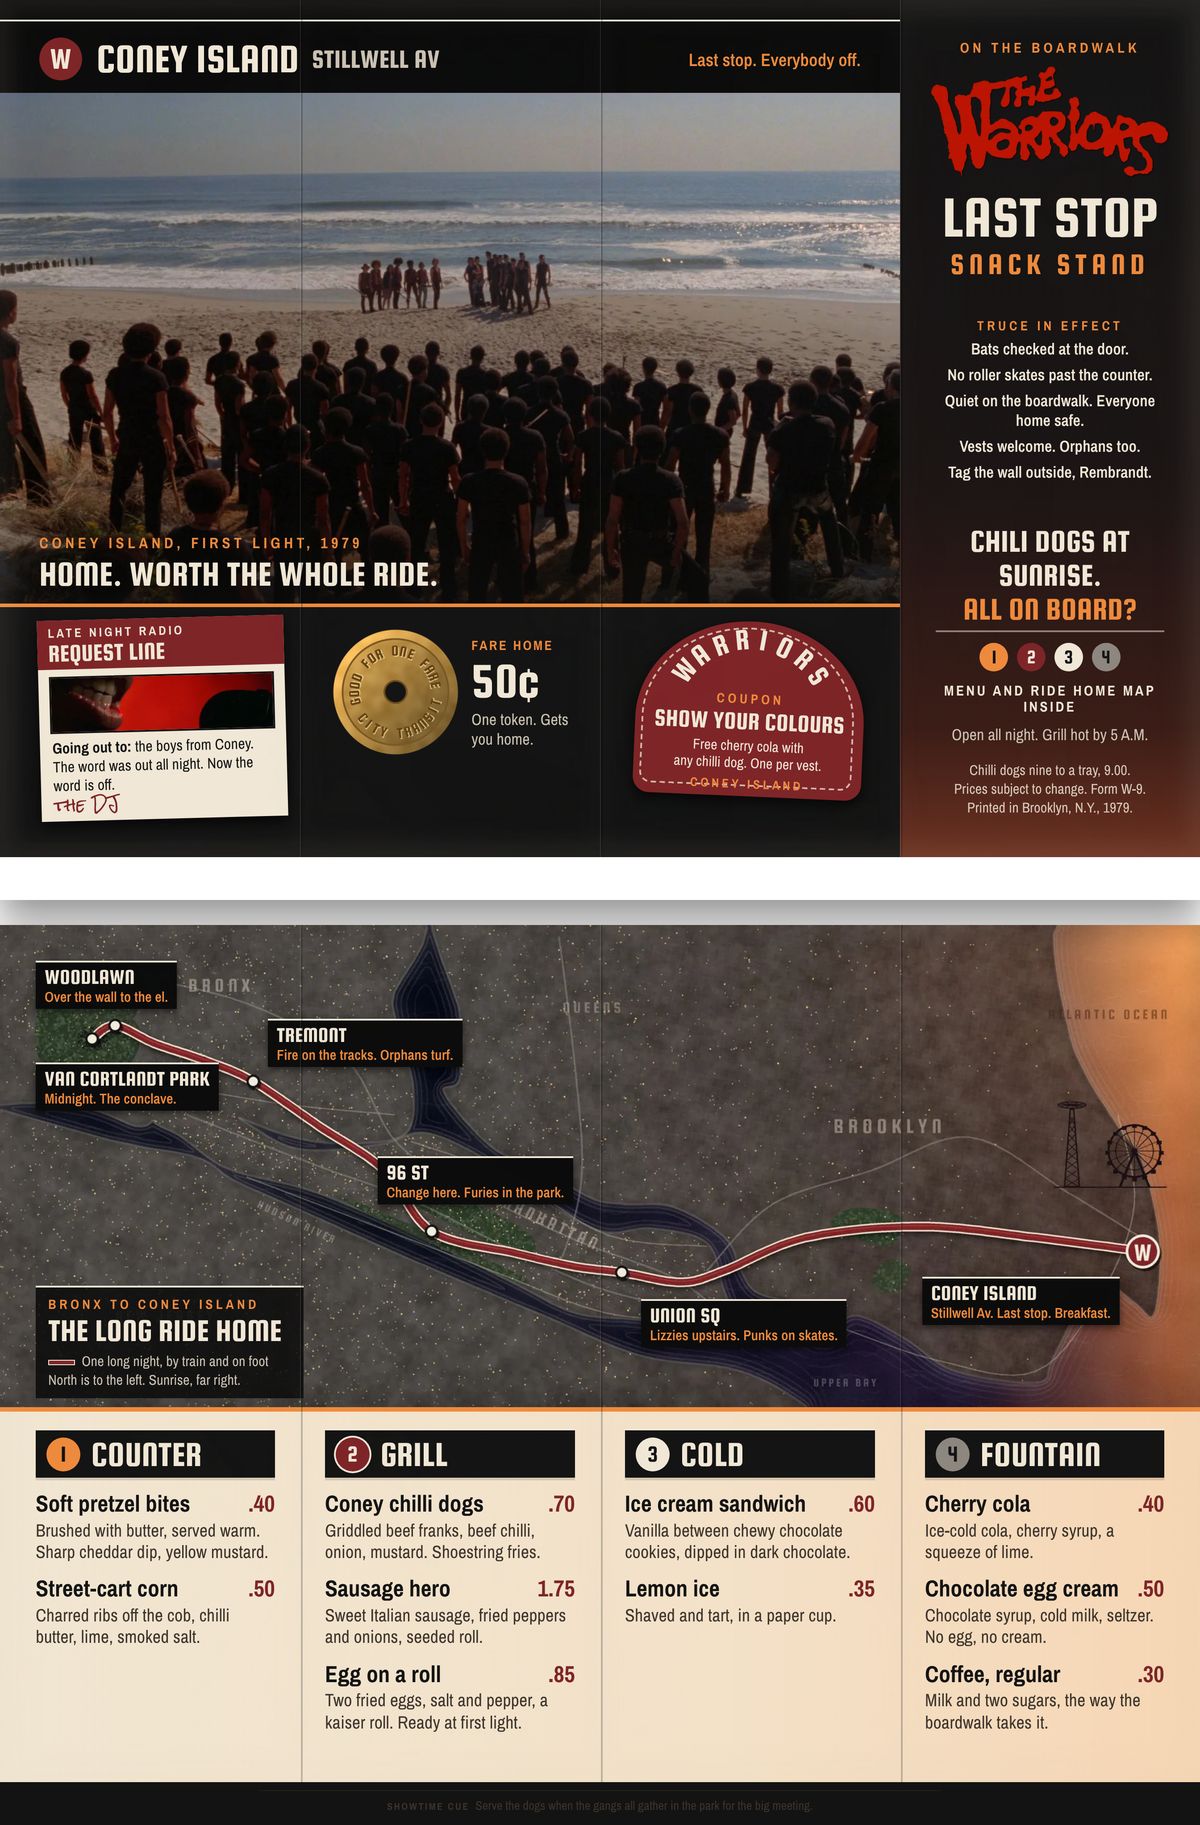 W CONEY ISLAND STILLWELL AV
Last stop. Everybody off.
CONEY ISLAND, FIRST LIGHT, 1979
HOME. WORTH THE WHOLE RIDE.
LATE NIGHT RADIO
REQUEST LINE
Going out to: the boys from Coney.
The word was out all night. Now the
word is off.
THE DJ
GOOD FOR ONE FARE
CITY TRANSIT
FARE HOME
50¢
One token. Gets
you home.
WARRIORS
COUPON
SHOW YOUR COLOURS
Free cherry cola with
any chilli dog. One per vest.
CONEY ISLAND
ON THE BOARDWALK
THE
WARRIORS
LAST STOP
SNACK STAND
TRUCE IN EFFECT
Bats checked at the door.
No roller skates past the counter.
Quiet on the boardwalk. Everyone
home safe.
Vests welcome. Orphans too.
Tag the wall outside, Rembrandt.
CHILI DOGS AT
SUNRISE.
ALL ON BOARD?
1 2 3 4
MENU AND RIDE HOME MAP
INSIDE
Open all night. Grill hot by 5 A.M.
Chilli dogs nine to a tray, 9.00.
Prices subject to change. Form W-9.
Printed in Brooklyn, N.Y., 1979.
WOODLAWN
Over the wall to the el.
BRONX
QUEENS
ATLANTIC OCEAN
TREMONT
Fire on the tracks. Orphans turf.
VAN CORTLANDT PARK
Midnight. The conclave.
BROOKLYN
96 ST
Change here. Furies in the park.
HUDSON RIVER
MANHATTAN
W
CONEY ISLAND
Stillwell Av. Last stop. Breakfast.
UNION SQ
Lizzies upstairs. Punks on skates.
UPPER BAY
BRONX TO CONEY ISLAND
THE LONG RIDE HOME
One long night, by train and on foot
North is to the left. Sunrise, far right.
1 COUNTER
Soft pretzel bites .40
Brushed with butter, served warm.
Sharp cheddar dip, yellow mustard.
Street-cart corn .50
Charred ribs off the cob, chilli
butter, lime, smoked salt.
2 GRILL
Coney chilli dogs .70
Griddled beef franks, beef chilli,
onion, mustard. Shoestring fries.
Sausage hero 1.75
Sweet Italian sausage, fried peppers
and onions, seeded roll.
Egg on a roll .85
Two fried eggs, salt and pepper, a
kaiser roll. Ready at first light.
3 COLD
Ice cream sandwich .60
Vanilla between chewy chocolate
cookies, dipped in dark chocolate.
Lemon ice .35
Shaved and tart, in a paper cup.
4 FOUNTAIN
Cherry cola .40
Ice-cold cola, cherry syrup, a
squeeze of lime.
Chocolate egg cream .50
Chocolate syrup, cold milk, seltzer.
No egg, no cream.
Coffee, regular .30
Milk and two sugars, the way the
boardwalk takes it.
SHOWTIME CUE Serve the dogs when the gangs all gather in the park for the big meeting.